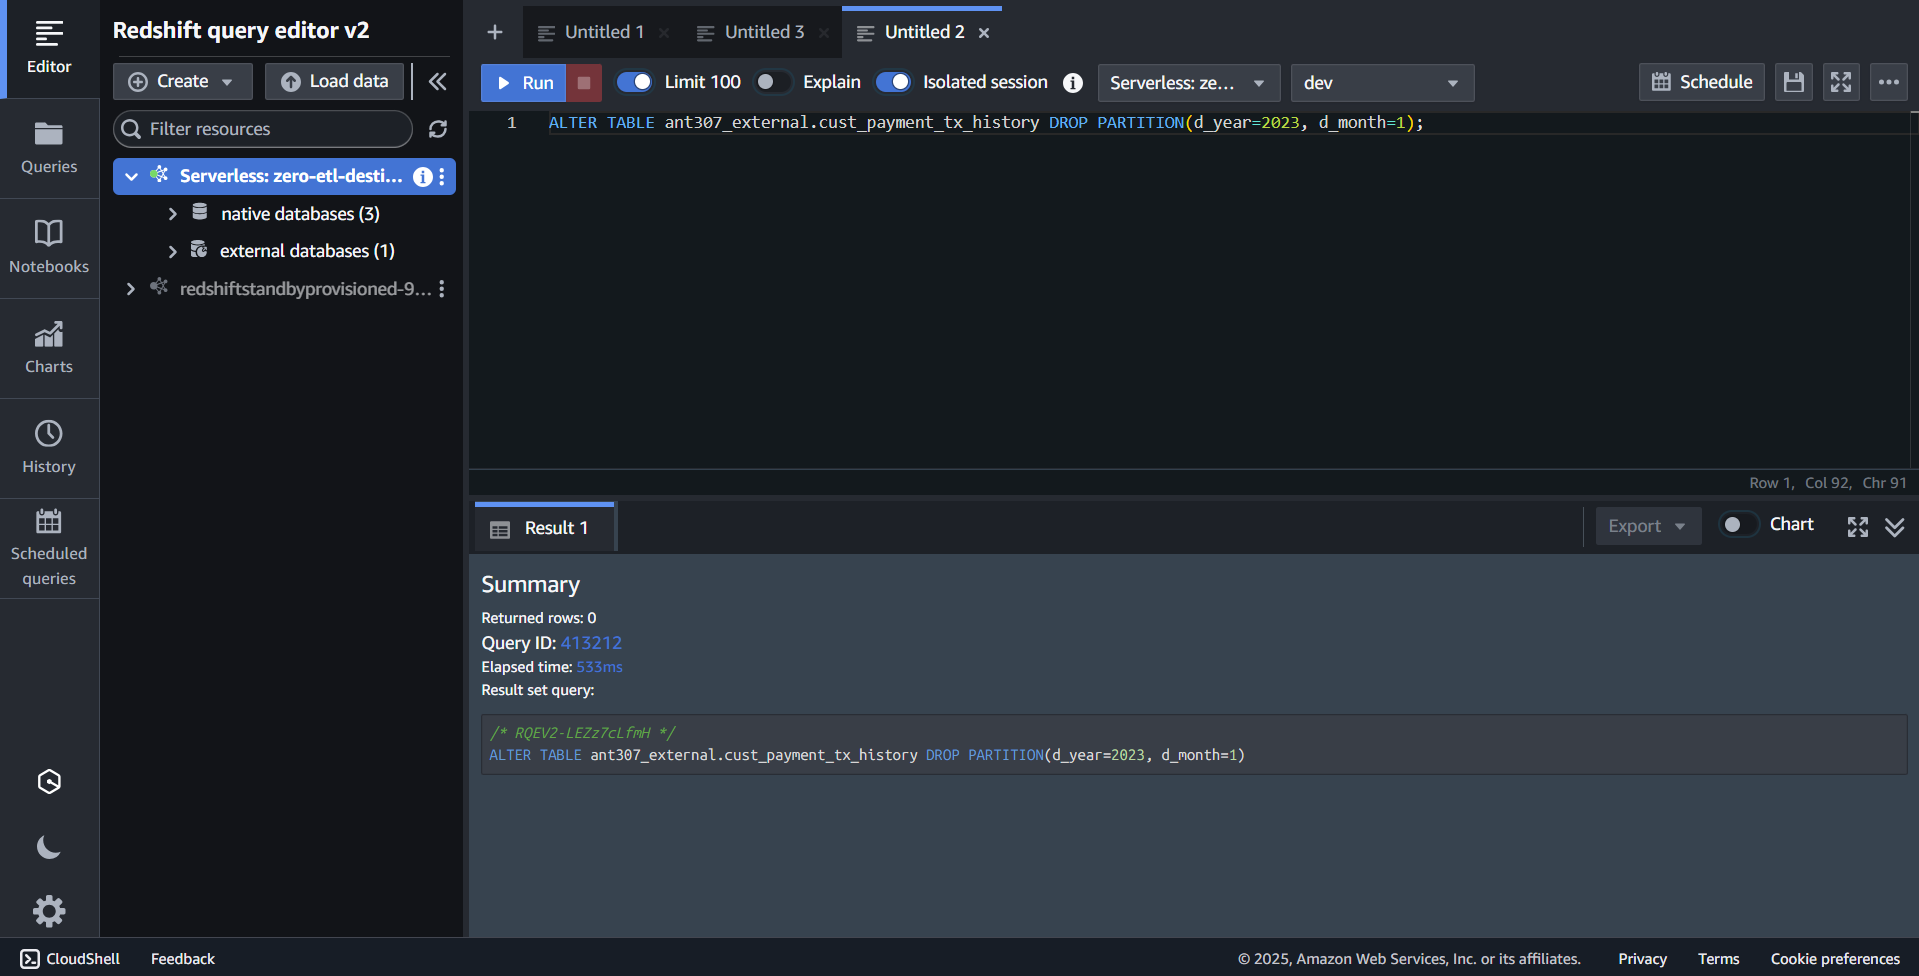 Editor
Queries
Notebooks
Charts
History
Scheduled
queries
Redshift query editor v2
Create
Load data
Filter resources
Serverless: zero-etl-desti...
native databases (3)
external databases (1)
redshiftstandbyprovisioned-9...
Untitled 1
Untitled 3
Untitled 2
Run
Limit 100
Explain
Isolated session
Serverless: ze...
dev
Schedule
1 ALTER TABLE ant307_external.cust_payment_tx_history DROP PARTITION(d_year=2023, d_month=1);
Row 1, Col 92, Chr 91
Result 1
Export
Chart
Summary
Returned rows: 0
Query ID: 413212
Elapsed time: 533ms
Result set query:
/* RQEV2-LEZz7cLfmH */
ALTER TABLE ant307_external.cust_payment_tx_history DROP PARTITION(d_year=2023, d_month=1)
CloudShell
Feedback
© 2025, Amazon Web Services, Inc. or its affiliates.
Privacy
Terms
Cookie preferences